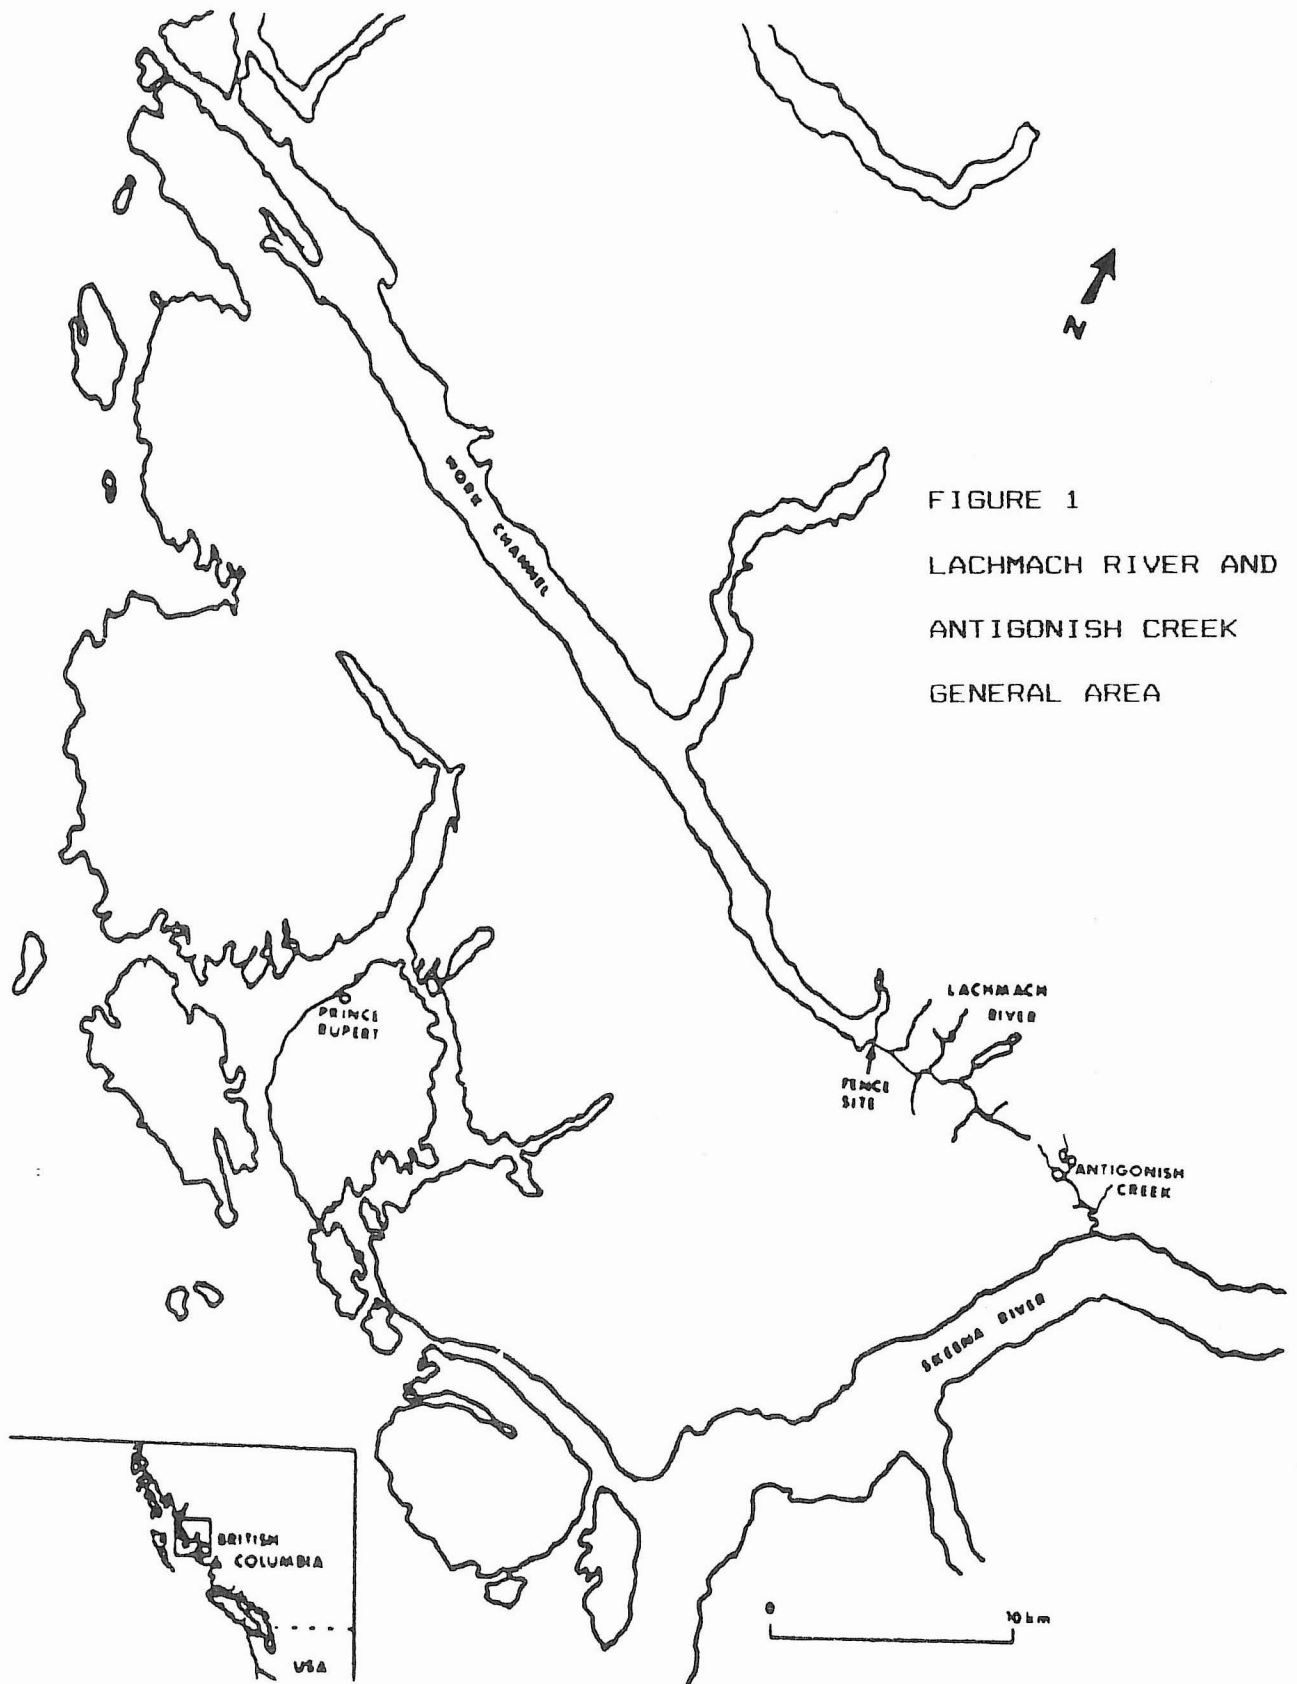 N
WORK CHANNEL
FIGURE 1
LACHMACH RIVER AND
ANTIGONISH CREEK
GENERAL AREA
LACHMACH
RIVER
PRINCE
RUPERT
FENCE
SITE
ANTIGONISH
CREEK
SKEENA RIVER
BRITISH
COLUMBIA
USA
0 10 km